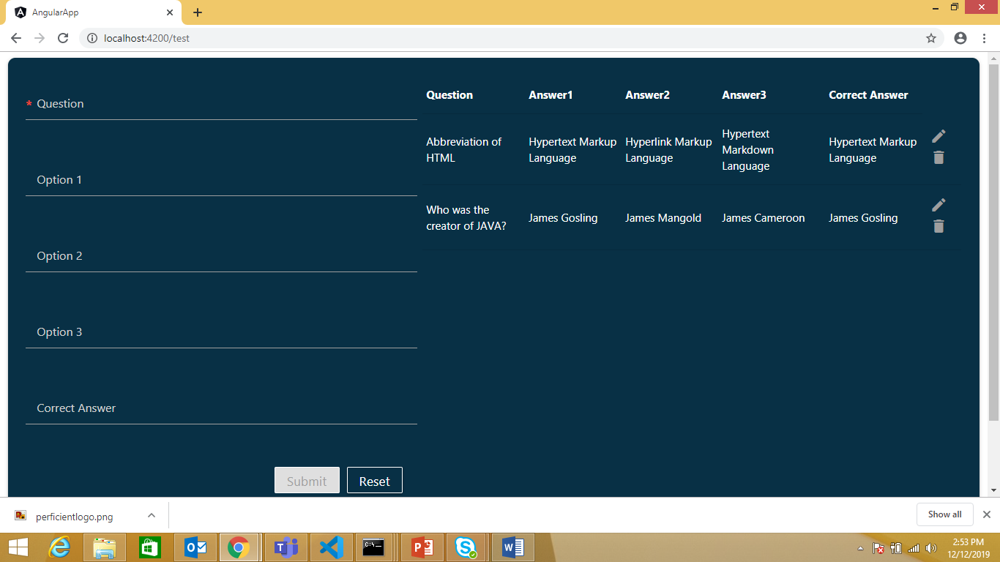 AngularApp
localhost:4200/test
* Question
Option 1
Option 2
Option 3
Correct Answer
Submit
Reset
Question Answer1 Answer2 Answer3 Correct Answer
Abbreviation of
HTML
Hypertext Markup
Language
Hyperlink Markup
Language
Hypertext
Markdown
Language
Hypertext Markup
Language
Who was the
creator of JAVA?
James Gosling
James Mangold
James Cameroon
James Gosling
perficientlogo.png
Show all
2:53 PM
12/12/2019